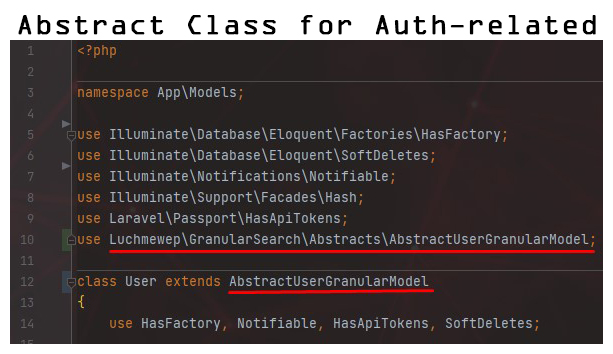 Abstract Class for Auth-related
1 <?php
2
3 namespace App\Models;
4
5 use Illuminate\Database\Eloquent\Factories\HasFactory;
6 use Illuminate\Database\Eloquent\SoftDeletes;
7 use Illuminate\Notifications\Notifiable;
8 use Illuminate\Support\Facades\Hash;
9 use Laravel\Passport\HasApiTokens;
10 use Luchmewep\GranularSearch\Abstracts\AbstractUserGranularModel;
11
12 class User extends AbstractUserGranularModel
13 {
14 use HasFactory, Notifiable, HasApiTokens, SoftDeletes;
15